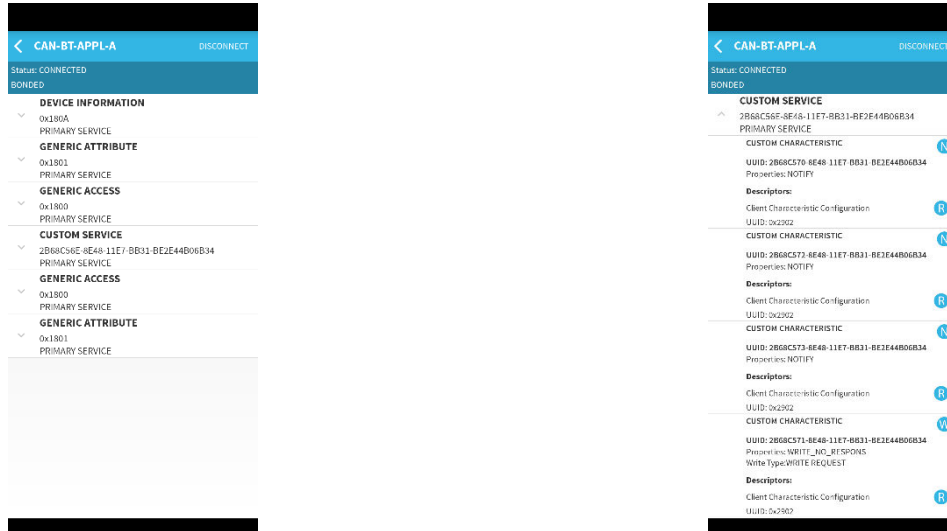 CAN-BT-APPL-A
DISCONNECT
Status: CONNECTED
BONDED
DEVICE INFORMATION
0x180A
PRIMARY SERVICE
GENERIC ATTRIBUTE
0x1801
PRIMARY SERVICE
GENERIC ACCESS
0x1800
PRIMARY SERVICE
CUSTOM SERVICE
2B68C56E-8E48-11E7-BB31-BE2E44B06B34
PRIMARY SERVICE
GENERIC ACCESS
0x1800
PRIMARY SERVICE
GENERIC ATTRIBUTE
0x1801
PRIMARY SERVICE
CAN-BT-APPL-A
DISCONNECT
Status: CONNECTED
BONDED
CUSTOM SERVICE
2B68C56E-8E48-11E7-BB31-BE2E44B06B34
PRIMARY SERVICE
CUSTOM CHARACTERISTIC
N
UUID: 2B68C570-8E48-11E7-BB31-BE2E44B06B34
Properties: NOTIFY
Descriptors:
Client Characteristic Configuration
R
UUID: 0x2902
CUSTOM CHARACTERISTIC
N
UUID: 2B68C572-8E48-11E7-BB31-BE2E44B06B34
Properties: NOTIFY
Descriptors:
Client Characteristic Configuration
R
UUID: 0x2902
CUSTOM CHARACTERISTIC
N
UUID: 2B68C573-8E48-11E7-BB31-BE2E44B06B34
Properties: NOTIFY
Descriptors:
Client Characteristic Configuration
R
UUID: 0x2902
CUSTOM CHARACTERISTIC
W
UUID: 2B68C571-8E48-11E7-BB31-BE2E44B06B34
Properties: WRITE_NO_RESPONS
Write Type:WRITE REQUEST
Descriptors:
Client Characteristic Configuration
R
UUID: 0x2902